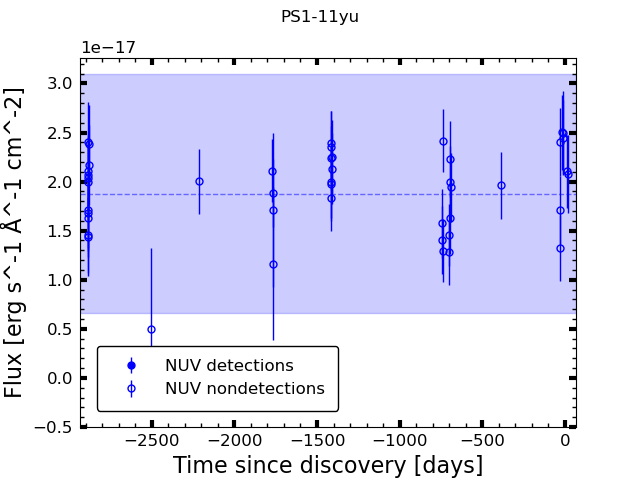 PS1-11yu
1e−17
3.0
2.5
2.0
1.5
1.0
0.5
0.0
−0.5
Flux [erg s^-1 Å^-1 cm^-2]
NUV detections
NUV nondetections
−2500 −2000 −1500 −1000 −500 0
Time since discovery [days]